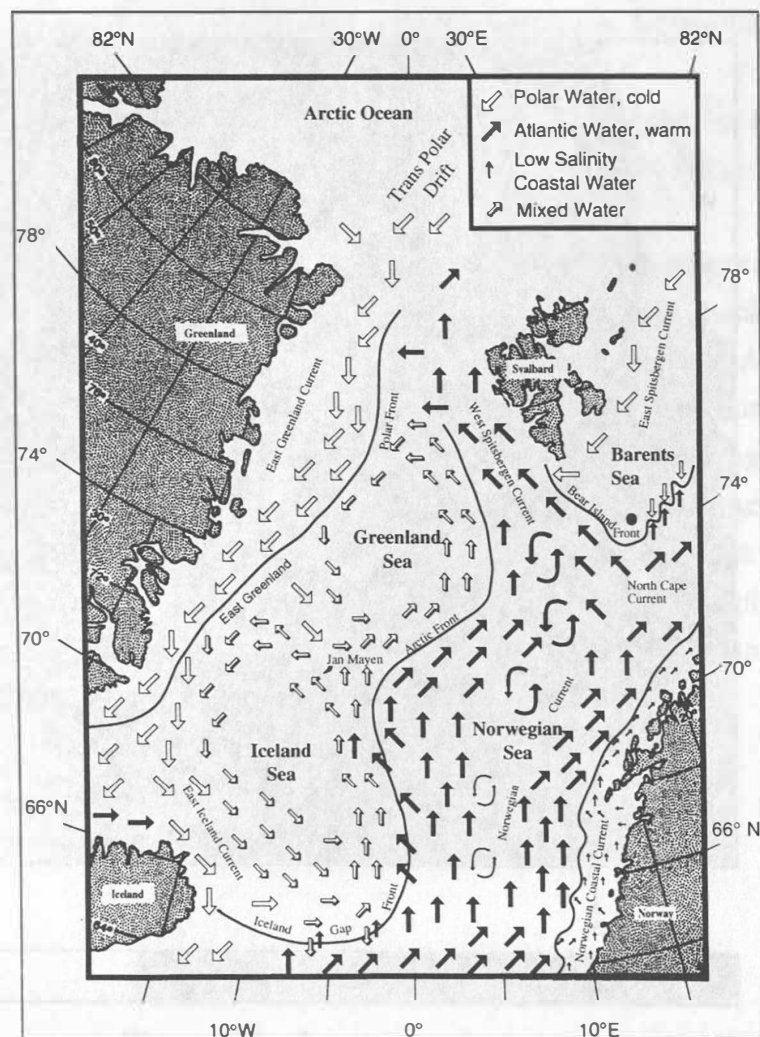 82°N
30°W
0°
30°E
82°N
Arctic Ocean
Trans Polar
Drift
Polar Water, cold
Atlantic Water, warm
Low Salinity
Coastal Water
Mixed Water
78°
78°
Greenland
Svalbard
East Spitsbergen Current
East Greenland Current
Polar Front
West Spitsbergen Current
Barents
Sea
74°
74°
Bear Island
Front
Greenland
Sea
North Cape
Current
East Greenland
Arctic Front
Jan Mayen
70°
70°
Current
Norwegian
Sea
Iceland
Sea
Norwegian
East Iceland Current
66°N
66° N
Norwegian Coastal Current
Iceland
64°
Iceland
Gap
Front
Norway
10°W
0°
10°E